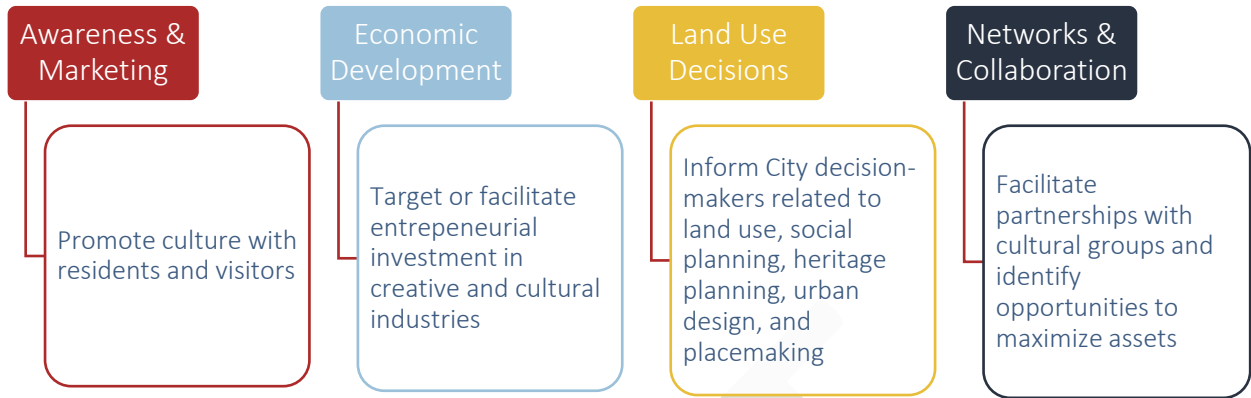 Awareness &
Marketing
Promote culture with
residents and visitors
Economic
Development
Target or facilitate
entrepeneurial
investment in
creative and cultural
industries
Land Use
Decisions
Inform City decision-
makers related to
land use, social
planning, heritage
planning, urban
design, and
placemaking
Networks &
Collaboration
Facilitate
partnerships with
cultural groups and
identify
opportunities to
maximize assets